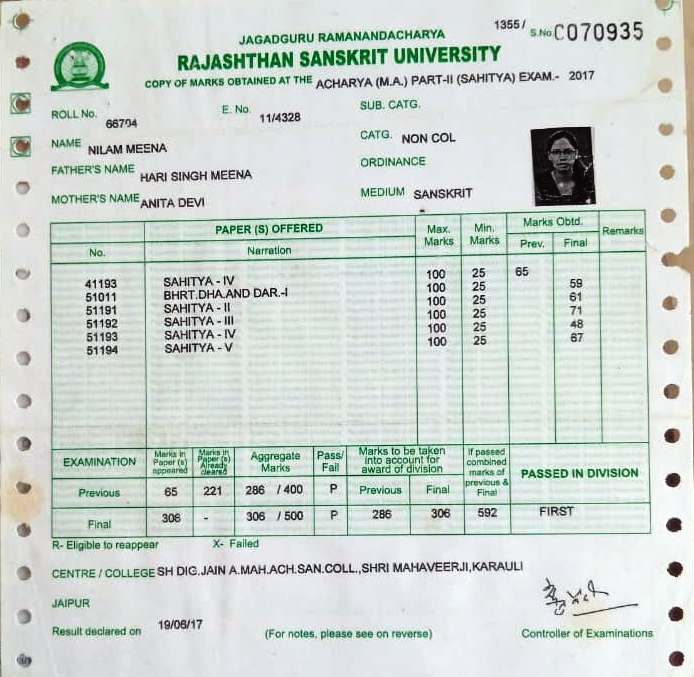 1355/ S.No.C070935
JAGADGURU RAMANANDACHARYA
RAJASHTHAN SANSKRIT UNIVERSITY
COPY OF MARKS OBTAINED AT THE ACHARYA (M.A.) PART-II (SAHITYA) EXAM.- 2017
ROLL No. 66794 E. No. 11/4328 SUB. CATG.
NAME NILAM MEENA CATG. NON COL
FATHER'S NAME HARI SINGH MEENA ORDINANCE
MOTHER'S NAME ANITA DEVI MEDIUM SANSKRIT
PAPER (S) OFFERED Max. Marks Min. Marks Marks Obtd. Remarks
No. Narration Prev. Final
41193 SAHITYA - IV 100 25 65
51011 BHRT.DHA.AND DAR.-I 100 25 59
51191 SAHITYA - II 100 25 61
51192 SAHITYA - III 100 25 71
51193 SAHITYA - IV 100 25 48
51194 SAHITYA - V 100 25 67
EXAMINATION Marks in Paper (s) appeared Marks in Paper (s) Already cleared Aggregate Marks Pass/ Fail Marks to be taken into account for award of division If passed combined marks of previous & Final PASSED IN DIVISION
Previous 65 221 286 / 400 P Previous Final
Final 306 - 306 / 500 P 286 306 592 FIRST
R- Eligible to reappear X- Failed
CENTRE / COLLEGE SH DIG.JAIN A.MAH.ACH.SAN.COLL.,SHRI MAHAVEERJI,KARAULI
JAIPUR
Result declared on 19/06/17 (For notes, please see on reverse) Controller of Examinations